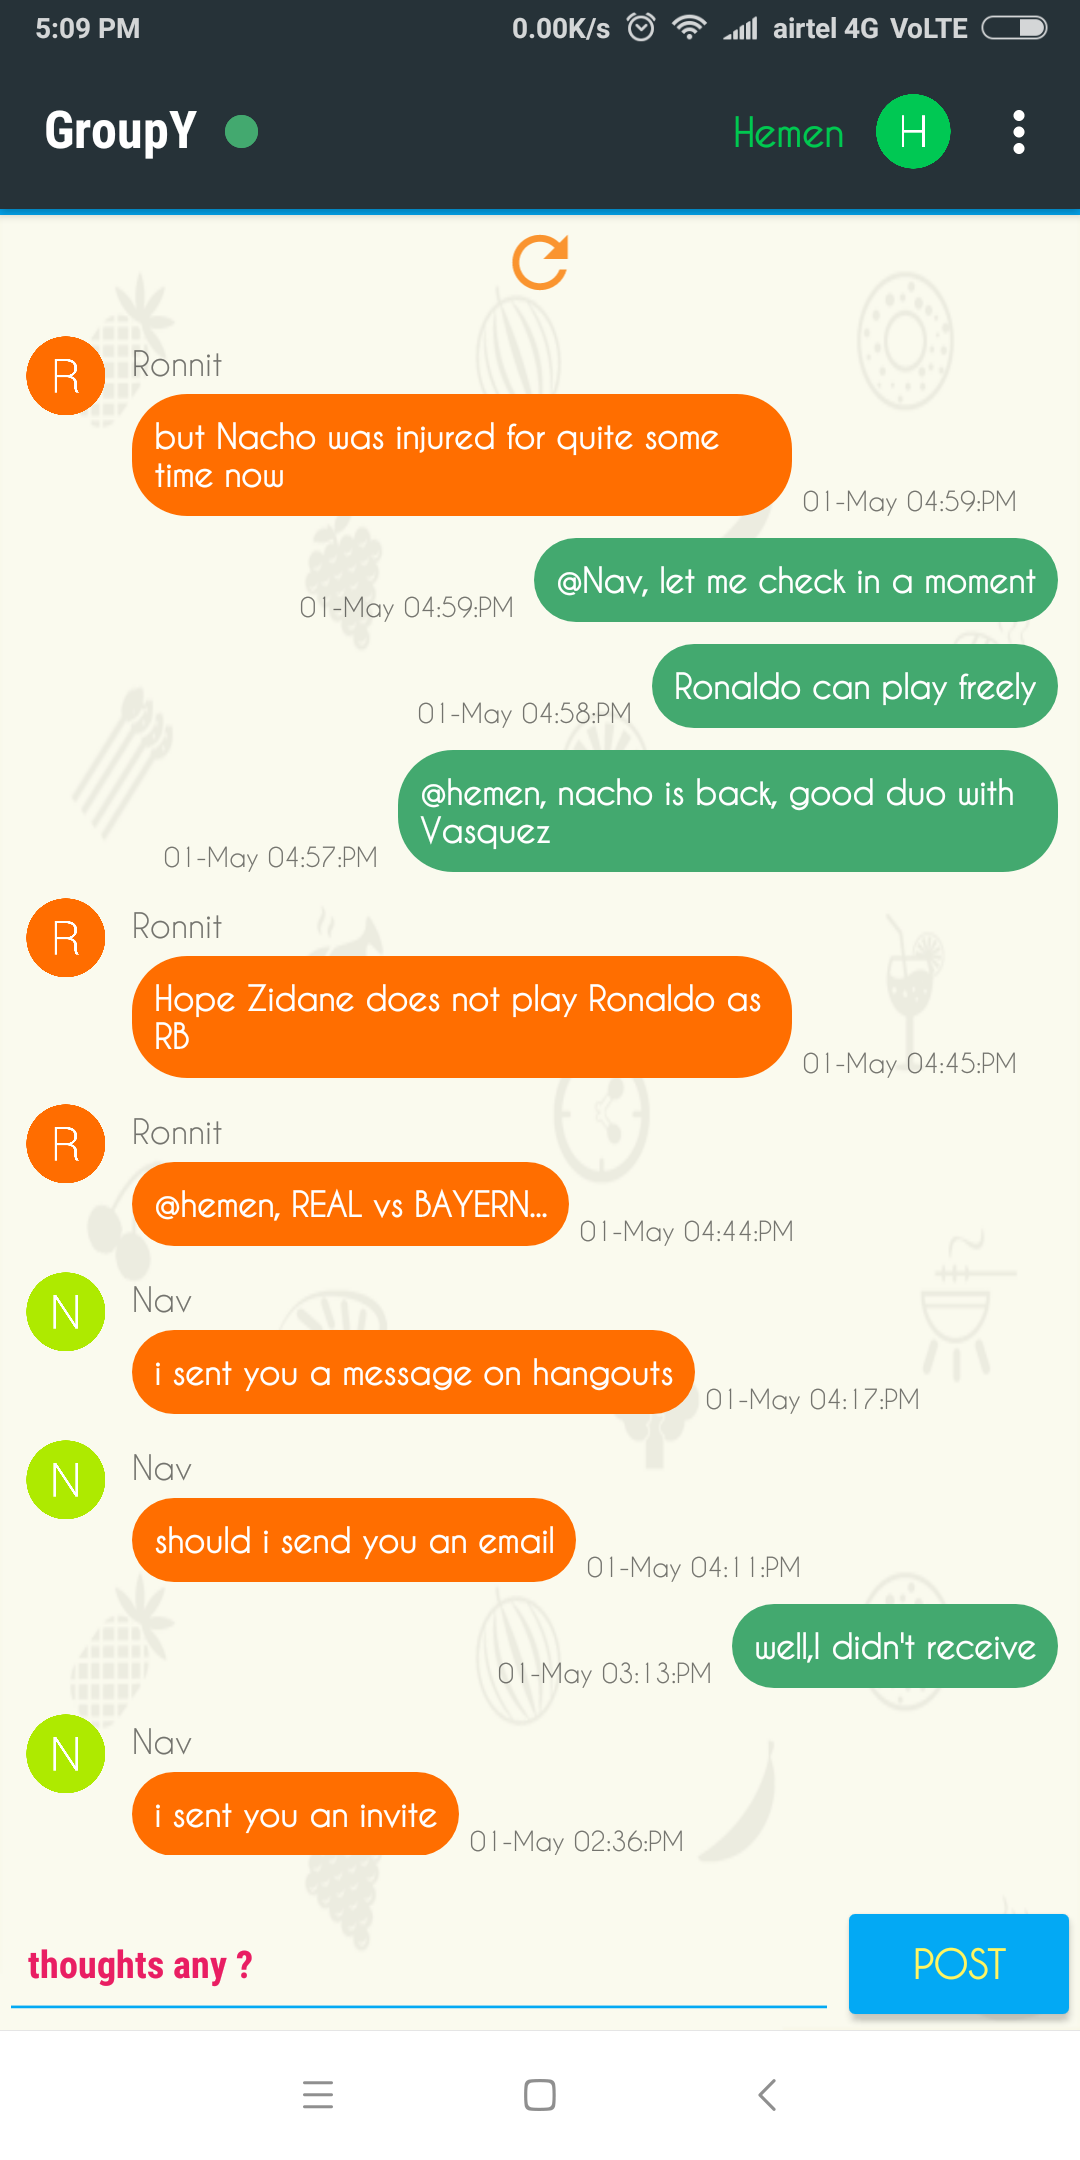 5:09 PM 0.00K/s airtel 4G VoLTE
GroupY Hemen H
R Ronnit
but Nacho was injured for quite some
time now
01-May 04:59:PM
@Nav, let me check in a moment
01-May 04:59:PM
Ronaldo can play freely
01-May 04:58:PM
@hemen, nacho is back, good duo with
Vasquez
01-May 04:57:PM
R Ronnit
Hope Zidane does not play Ronaldo as
RB
01-May 04:45:PM
R Ronnit
@hemen, REAL vs BAYERN...
01-May 04:44:PM
N Nav
i sent you a message on hangouts
01-May 04:17:PM
N Nav
should i send you an email
01-May 04:11:PM
well,I didn't receive
01-May 03:13:PM
N Nav
i sent you an invite
01-May 02:36:PM
thoughts any ? POST